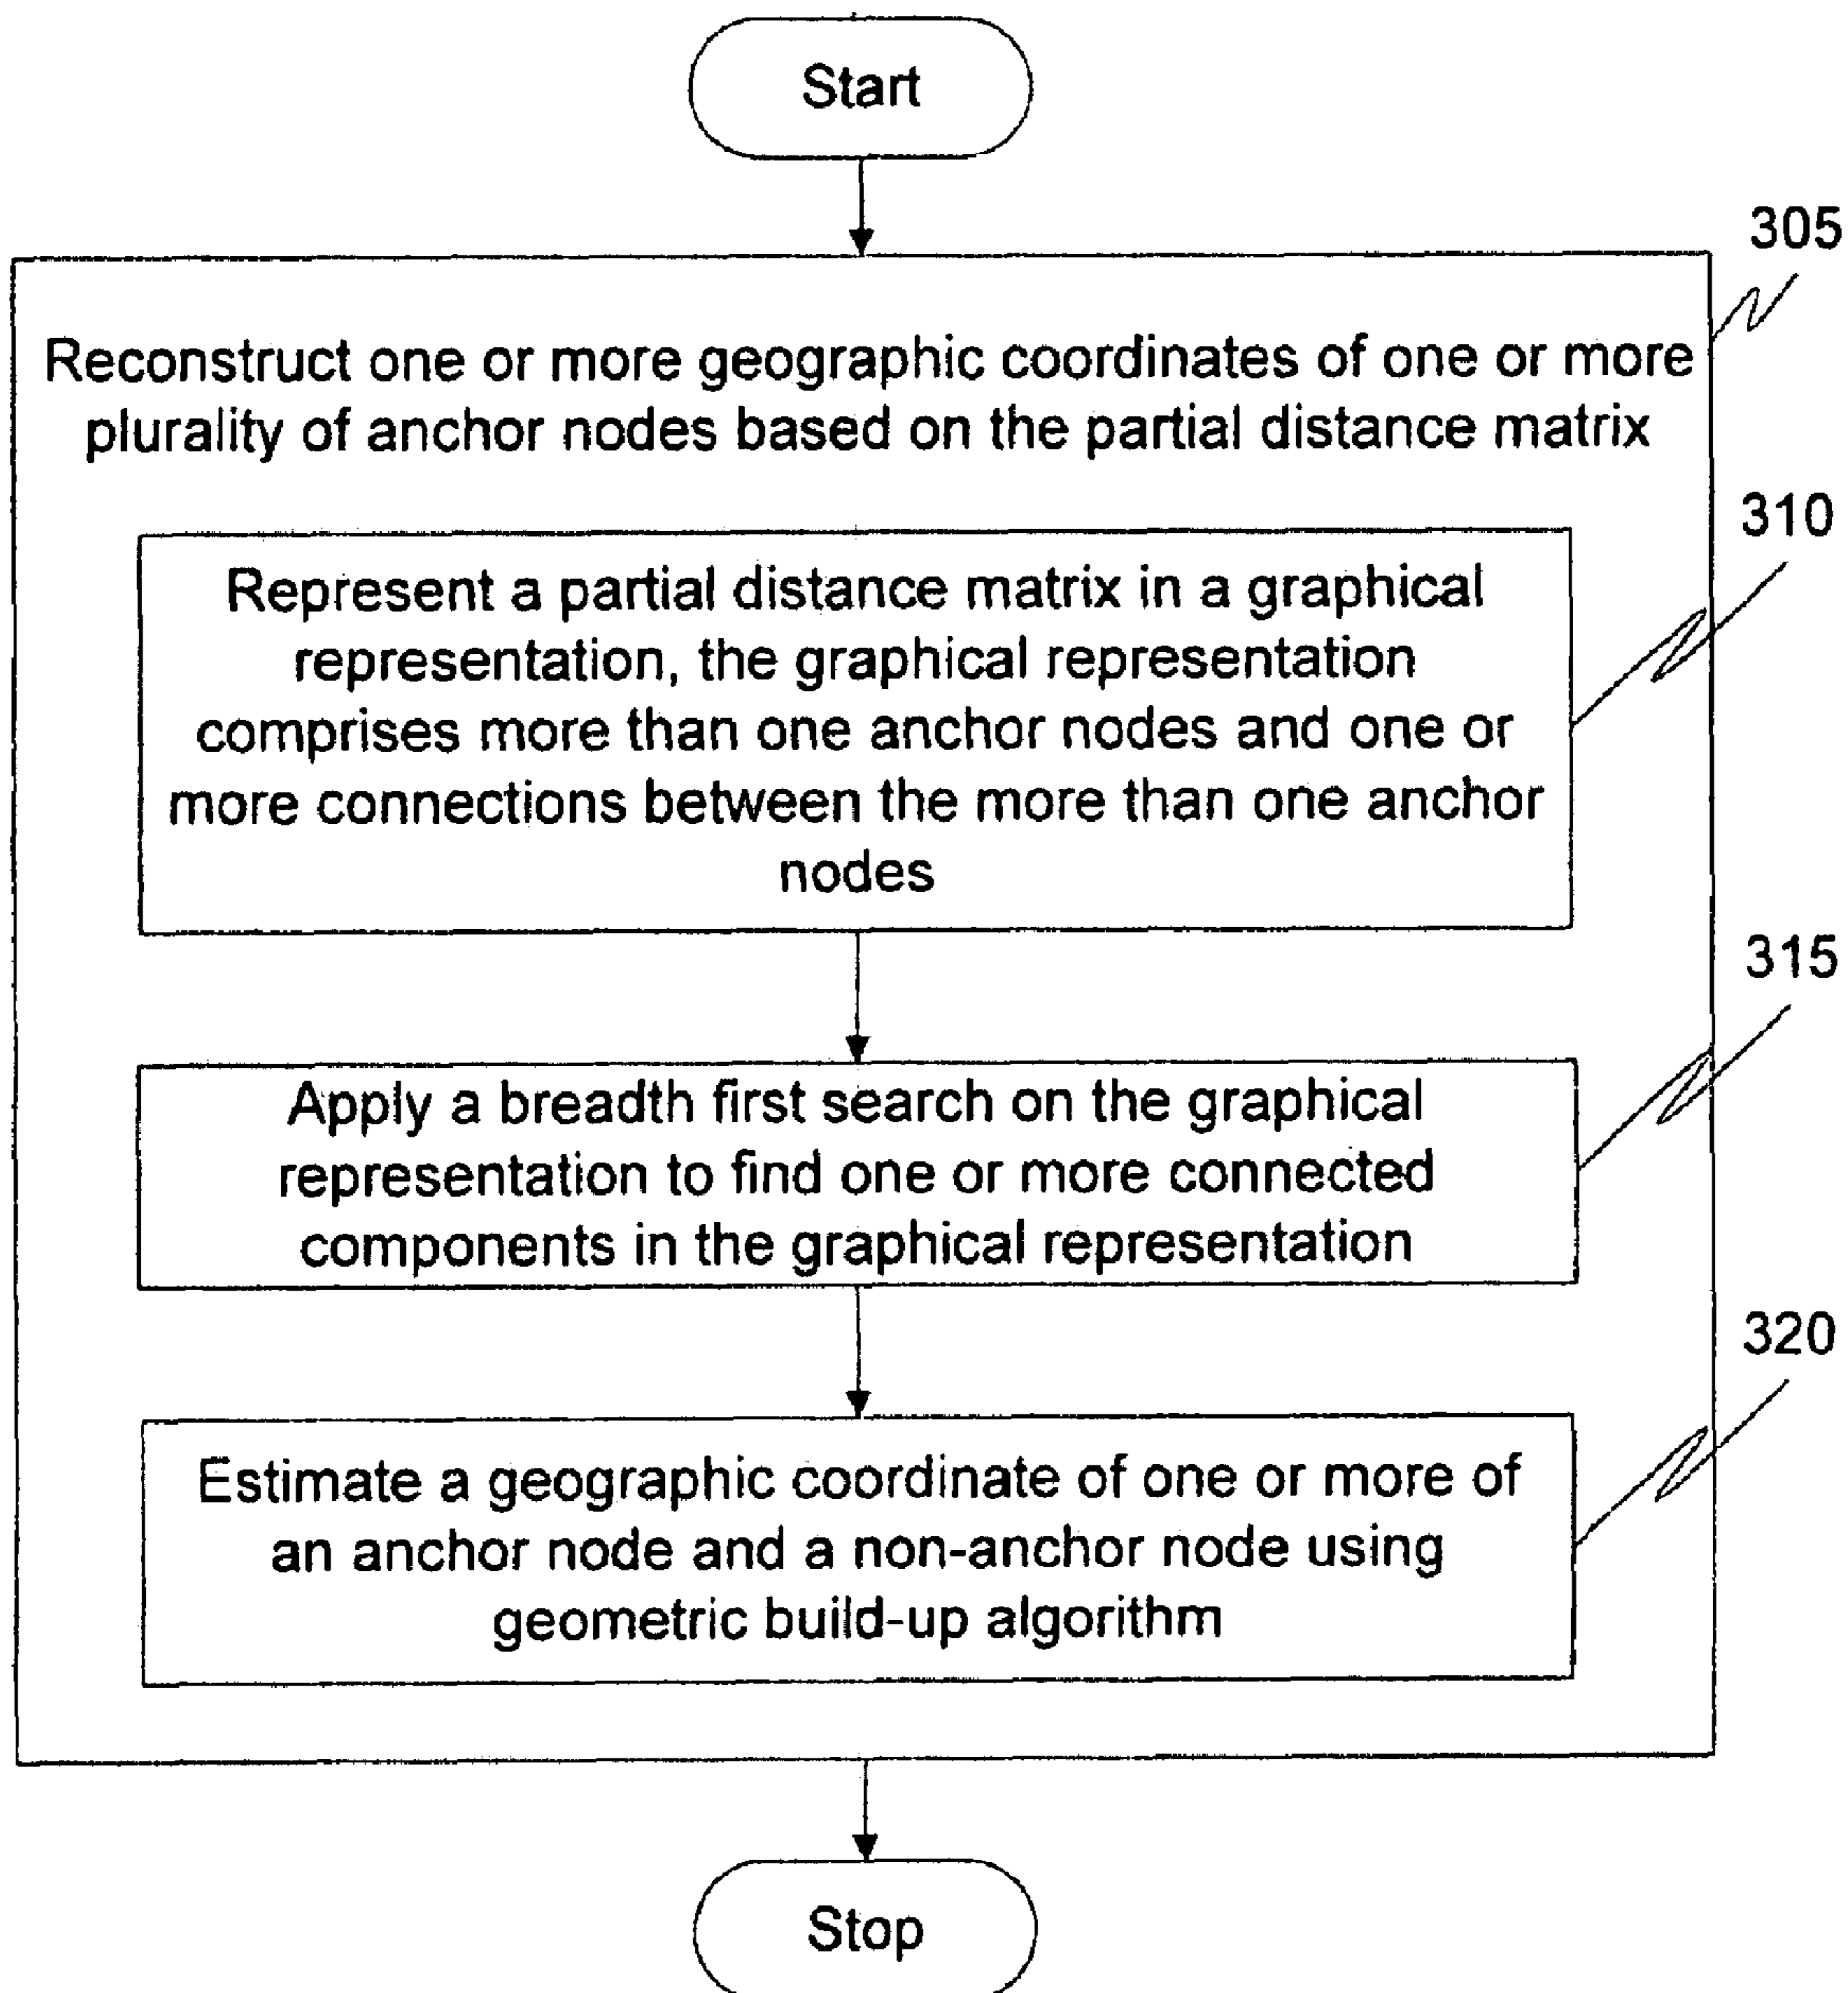 Start
305
Reconstruct one or more geographic coordinates of one or more
plurality of anchor nodes based on the partial distance matrix
310
Represent a partial distance matrix in a graphical
representation, the graphical representation
comprises more than one anchor nodes and one or
more connections between the more than one anchor
nodes
315
Apply a breadth first search on the graphical
representation to find one or more connected
components in the graphical representation
320
Estimate a geographic coordinate of one or more of
an anchor node and a non-anchor node using
geometric build-up algorithm
Stop